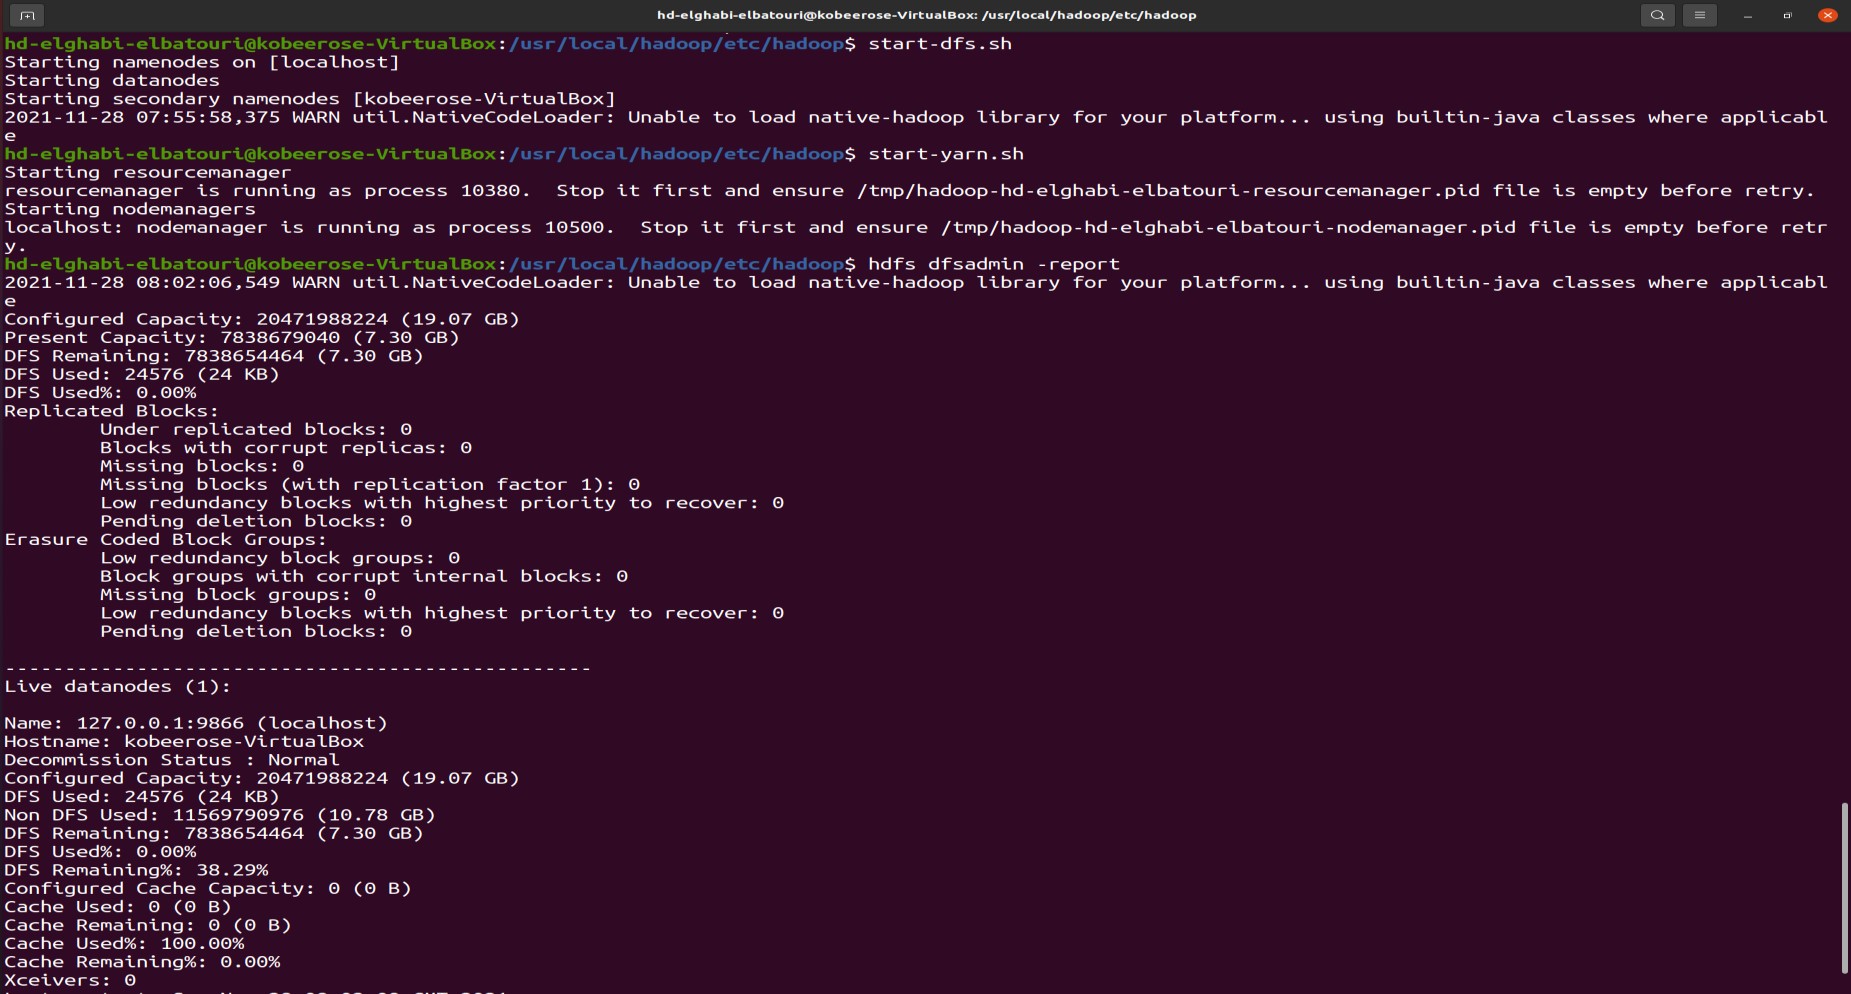 hd-elghabi-elbatouri@kobeerose-VirtualBox: /usr/local/hadoop/etc/hadoop
hd-elghabi-elbatouri@kobeerose-VirtualBox:/usr/local/hadoop/etc/hadoop$ start-dfs.sh
Starting namenodes on [localhost]
Starting datanodes
Starting secondary namenodes [kobeerose-VirtualBox]
2021-11-28 07:55:58,375 WARN util.NativeCodeLoader: Unable to load native-hadoop library for your platform... using builtin-java classes where applicabl
e
hd-elghabi-elbatouri@kobeerose-VirtualBox:/usr/local/hadoop/etc/hadoop$ start-yarn.sh
Starting resourcemanager
resourcemanager is running as process 10380.  Stop it first and ensure /tmp/hadoop-hd-elghabi-elbatouri-resourcemanager.pid file is empty before retry.
Starting nodemanagers
localhost: nodemanager is running as process 10500.  Stop it first and ensure /tmp/hadoop-hd-elghabi-elbatouri-nodemanager.pid file is empty before retr
y.
hd-elghabi-elbatouri@kobeerose-VirtualBox:/usr/local/hadoop/etc/hadoop$ hdfs dfsadmin -report
2021-11-28 08:02:06,549 WARN util.NativeCodeLoader: Unable to load native-hadoop library for your platform... using builtin-java classes where applicabl
e
Configured Capacity: 20471988224 (19.07 GB)
Present Capacity: 7838679040 (7.30 GB)
DFS Remaining: 7838654464 (7.30 GB)
DFS Used: 24576 (24 KB)
DFS Used%: 0.00%
Replicated Blocks:
Under replicated blocks: 0
Blocks with corrupt replicas: 0
Missing blocks: 0
Missing blocks (with replication factor 1): 0
Low redundancy blocks with highest priority to recover: 0
Pending deletion blocks: 0
Erasure Coded Block Groups:
Low redundancy block groups: 0
Block groups with corrupt internal blocks: 0
Missing block groups: 0
Low redundancy blocks with highest priority to recover: 0
Pending deletion blocks: 0
-------------------------------------------------
Live datanodes (1):
Name: 127.0.0.1:9866 (localhost)
Hostname: kobeerose-VirtualBox
Decommission Status : Normal
Configured Capacity: 20471988224 (19.07 GB)
DFS Used: 24576 (24 KB)
Non DFS Used: 11569790976 (10.78 GB)
DFS Remaining: 7838654464 (7.30 GB)
DFS Used%: 0.00%
DFS Remaining%: 38.29%
Configured Cache Capacity: 0 (0 B)
Cache Used: 0 (0 B)
Cache Remaining: 0 (0 B)
Cache Used%: 100.00%
Cache Remaining%: 0.00%
Xceivers: 0